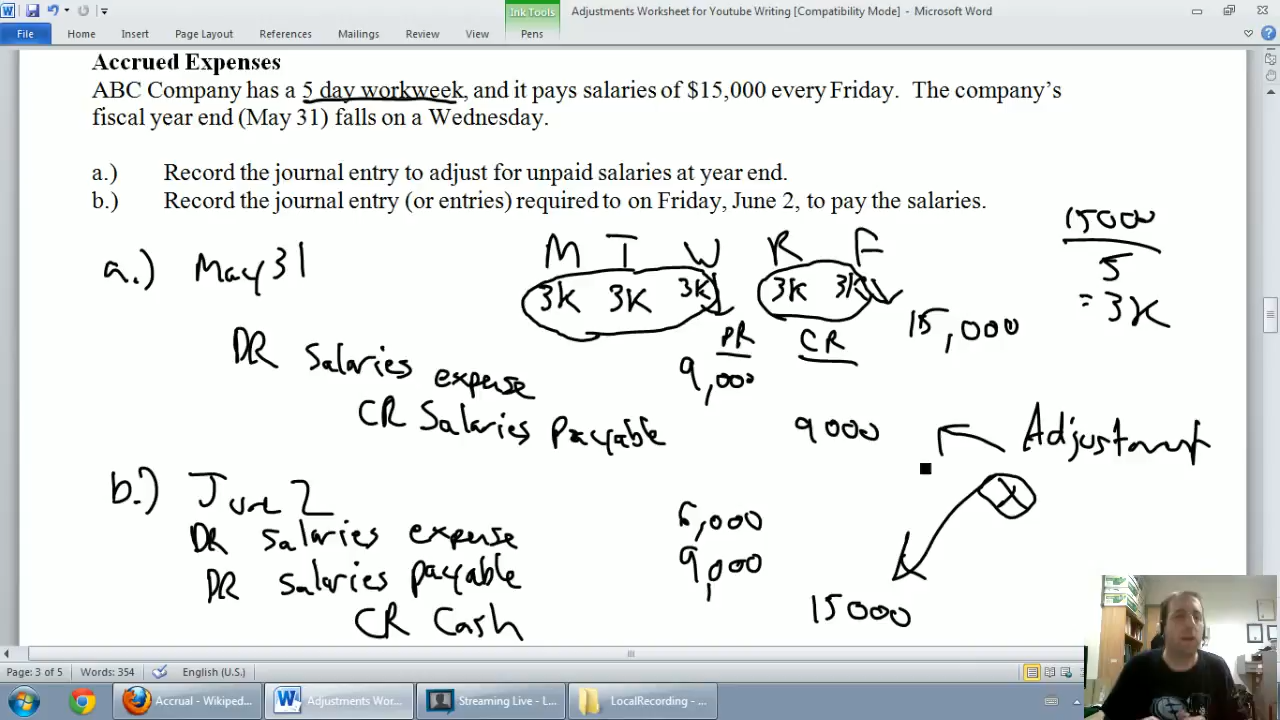 Ink Tools
Adjustments Worksheet for Youtube Writing [Compatibility Mode] - Microsoft Word
File Home Insert Page Layout References Mailings Review View Pens
Accrued Expenses
ABC Company has a 5 day workweek, and it pays salaries of $15,000 every Friday. The company's
fiscal year end (May 31) falls on a Wednesday.
a.) Record the journal entry to adjust for unpaid salaries at year end.
b.) Record the journal entry (or entries) required to on Friday, June 2, to pay the salaries.
15000
5
= 3K
a.) May 31 M T W R F
3K 3K 3K 3K 3K
15,000
DR CR
DR Salaries expense 9,000
CR Salaries Payable 9000
Adjustment
b.) June 2
DR salaries expense 6,000
DR salaries payable 9,000
CR Cash 15000
Page: 3 of 5 Words: 354 English (U.S.)
Accrual - Wikiped... Adjustments Wor... Streaming Live - L... LocalRecording - ...